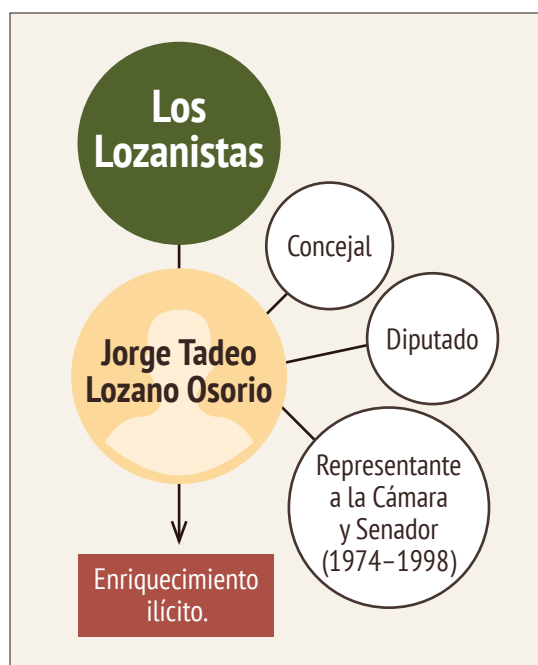 Los
Lozanistas
Concejal
Diputado
Jorge Tadeo
Lozano Osorio
Representante
a la Cámara
y Senador
(1974–1998)
Enriquecimiento
ilícito.